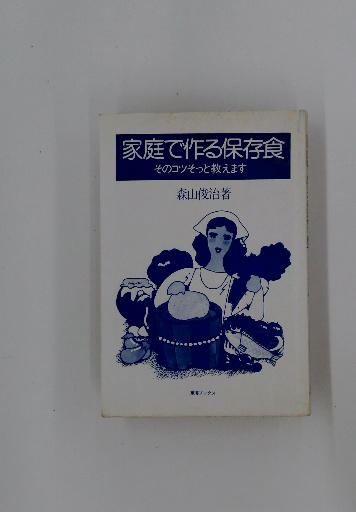 家庭で作る保存食
そのコツそっと教えます
森山俊治著